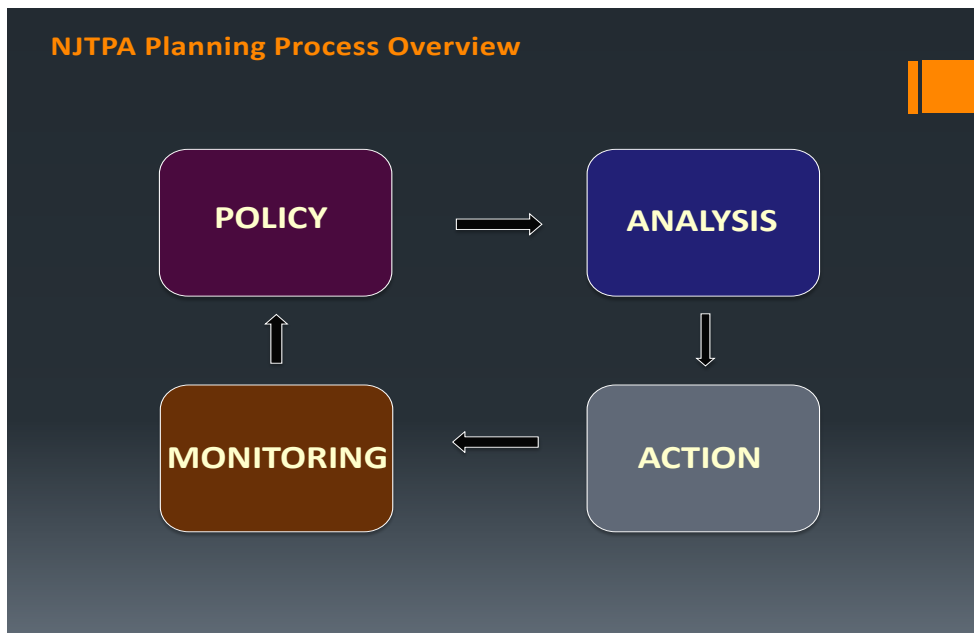 NJTPA Planning Process Overview
POLICY
ANALYSIS
MONITORING
ACTION